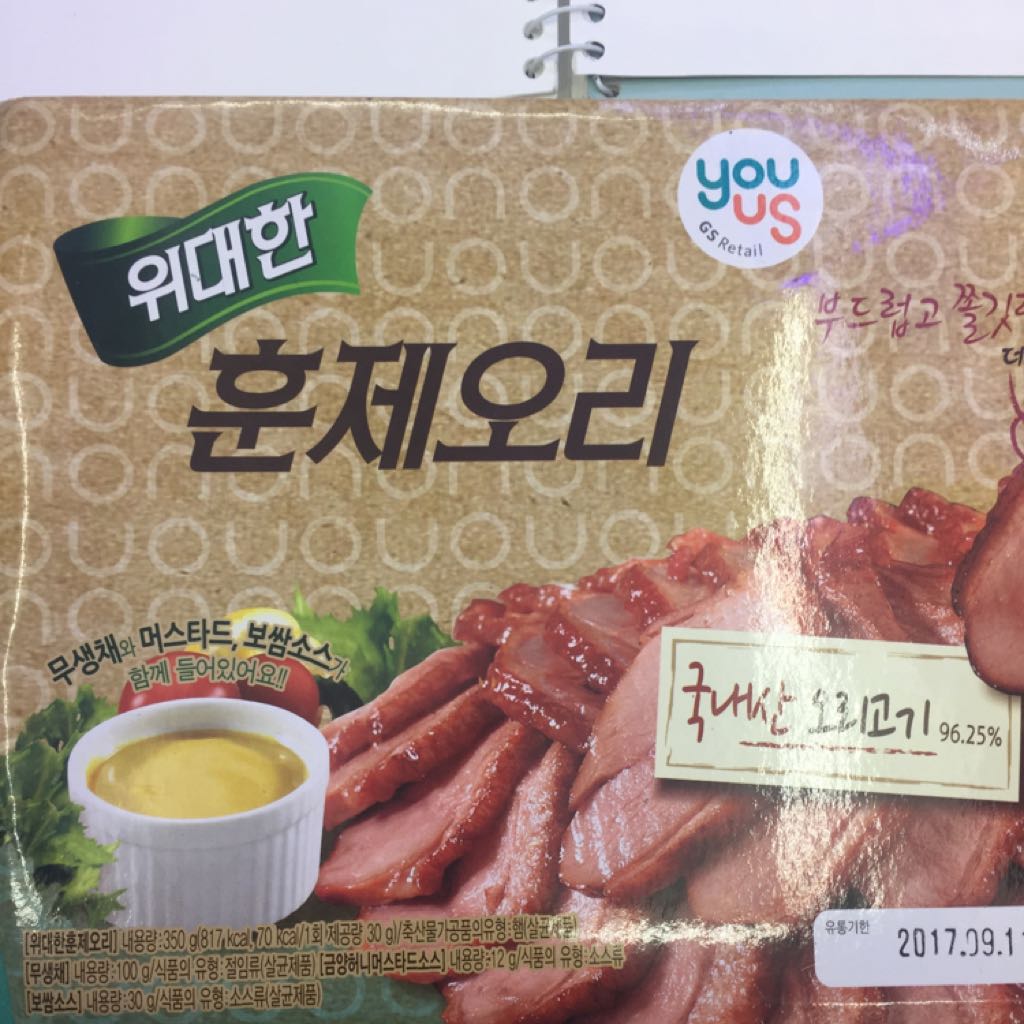 you
us
GS Retail
위대한
훈제오리
부드럽고
무생채와 머스타드, 보쌈소스가
함께 들어있어요!!
국내산 오리고기 96.25%
[위대한훈제오리] 내용량:350 g(817 kcal, 70 kcal/1회 제공량 30 g)/축산물가공품의유형:햄(살균제품)
[무생채] 내용량:100 g/식품의 유형:절임류(살균제품) [금양허니머스타드소스] 내용량:12 g/식품의 유형:소스류
[보쌈소스] 내용량:30 g/식품의 유형:소스류(살균제품)
유통기한
2017.09.1